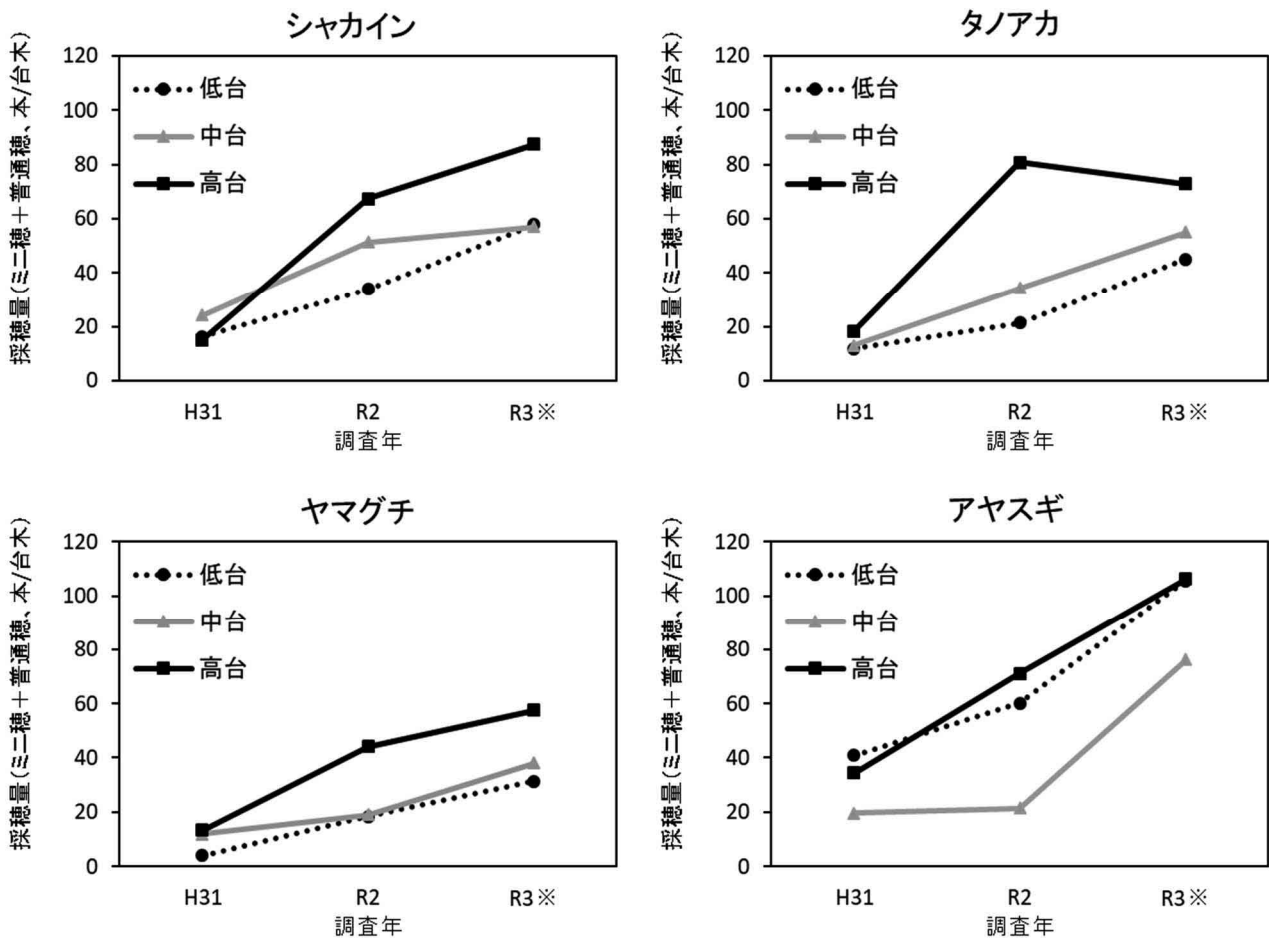 シャカイン
採穂量(ミニ穂＋普通穂、本/台木)
120
100
80
60
40
20
0
低台
中台
高台
H31
R2
R3※
調査年
タノアカ
採穂量(ミニ穂＋普通穂、本/台木)
120
100
80
60
40
20
0
低台
中台
高台
H31
R2
R3※
調査年
ヤマグチ
採穂量(ミニ穂＋普通穂、本/台木)
120
100
80
60
40
20
0
低台
中台
高台
H31
R2
R3※
調査年
アヤスギ
採穂量(ミニ穂＋普通穂、本/台木)
120
100
80
60
40
20
0
低台
中台
高台
H31
R2
R3※
調査年